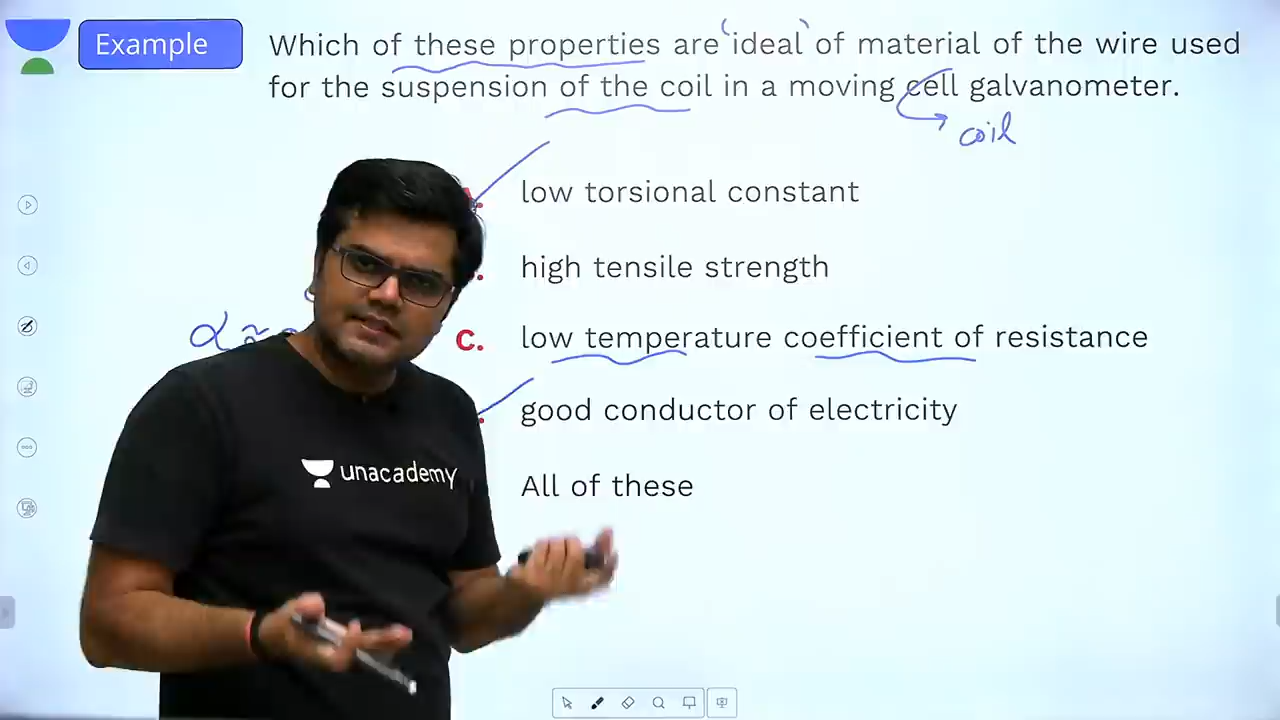 Example
Which of these properties are 'ideal' of material of the wire used
for the suspension of the coil in a moving cell galvanometer.
coil
low torsional constant
high tensile strength
α ≈
C. low temperature coefficient of resistance
good conductor of electricity
unacademy
All of these